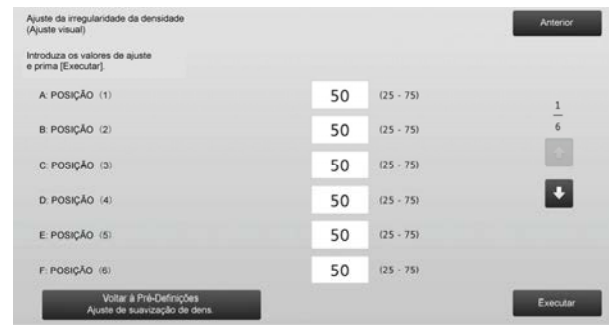 Ajuste da irregularidade da densidade
(Ajuste visual)
Anterior
Introduza os valores de ajuste
e prima [Executar].
A: POSIÇÃO (1) 50 (25 - 75)
B: POSIÇÃO (2) 50 (25 - 75)
C: POSIÇÃO (3) 50 (25 - 75)
D: POSIÇÃO (4) 50 (25 - 75)
E: POSIÇÃO (5) 50 (25 - 75)
F: POSIÇÃO (6) 50 (25 - 75)
1
6
Voltar à Pré-Definições
Ajuste de suavização de dens.
Executar